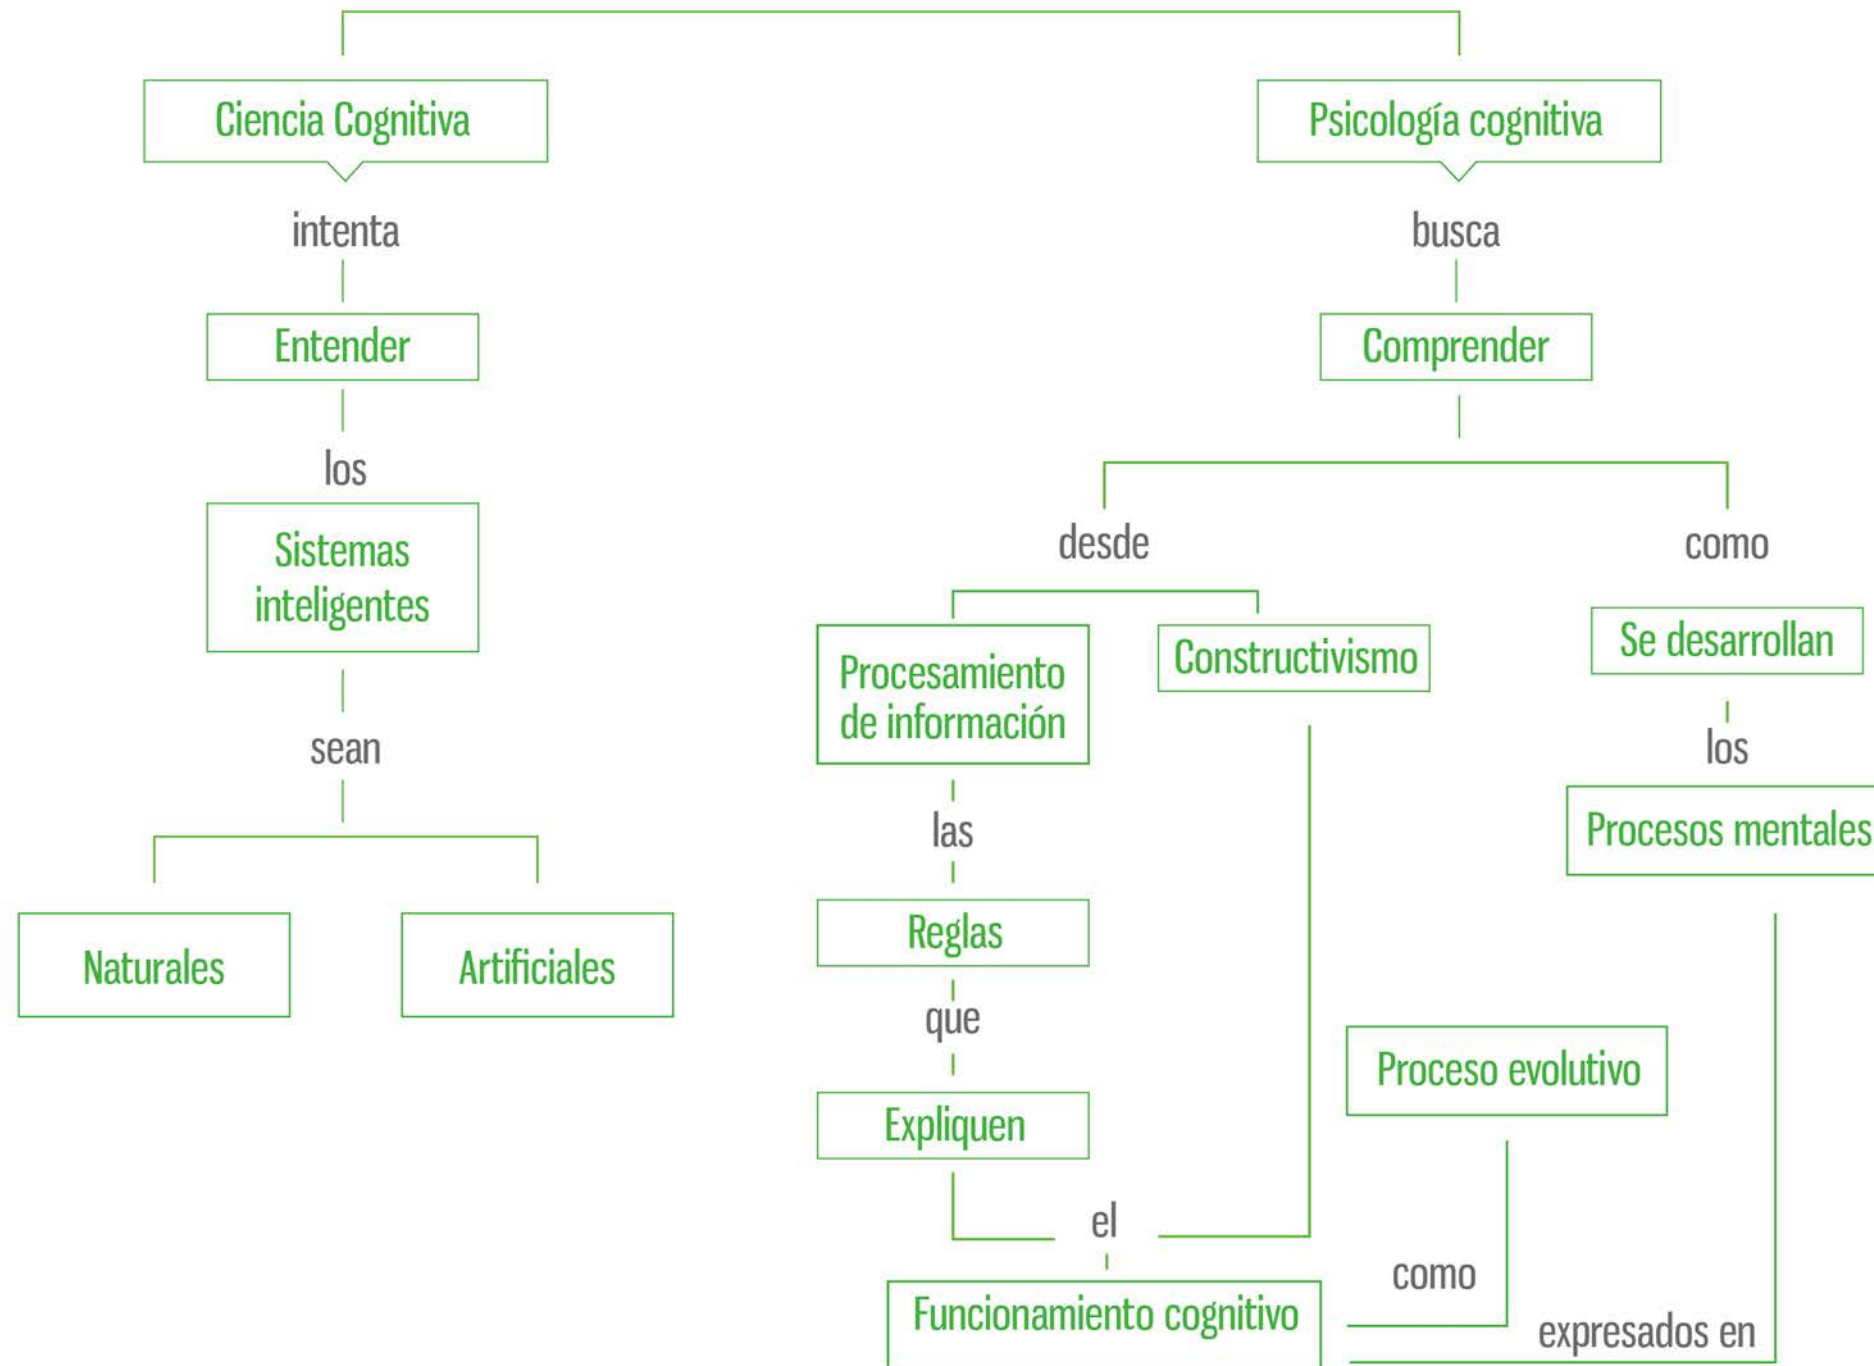 Ciencia Cognitiva
intenta
Entender
los
Sistemas
inteligentes
sean
Naturales
Artificiales
Psicología cognitiva
busca
Comprender
desde
Procesamiento
de información
las
Reglas
que
Expliquen
Constructivismo
el
Funcionamiento cognitivo
como
Se desarrollan
los
Procesos mentales
expresados en
Proceso evolutivo
como